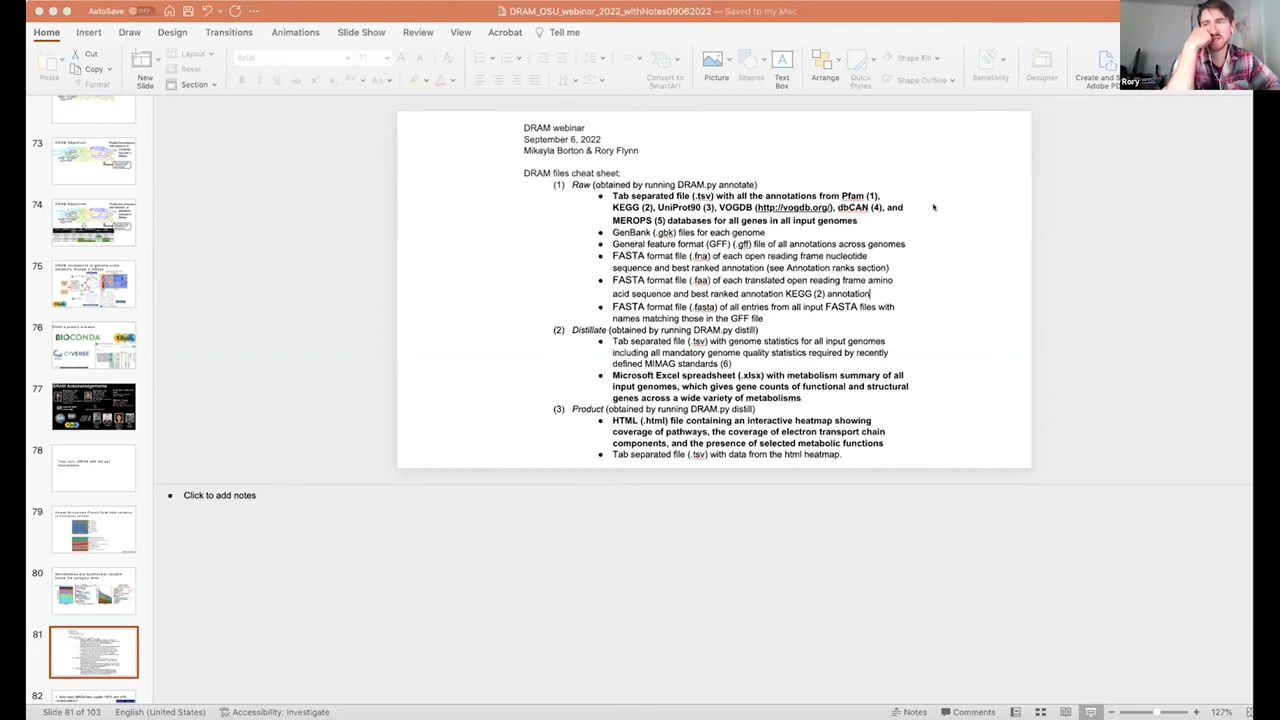 AutoSave OFF DRAM_OSU_webinar_2022_withNotes09062022 — Saved to my Mac
Home Insert Draw Design Transitions Animations Slide Show Review View Acrobat Tell me
Paste
Cut
Copy
Format
New Slide
Layout
Reset
Section
Arial
Convert to SmartArt
Picture
Shapes
Text Box
Arrange
Quick Styles
Shape Fill
Shape Outline
Sensitivity
Designer
Create and
Adobe
Rory
73
74
75
76
BIOCONDA
KBase
CYVERSE
77
DRAM Acknowledgements
78
79
80
81
82
DRAM webinar
September 6, 2022
Mikayla Borton & Rory Flynn
DRAM files cheat sheet:
(1) Raw (obtained by running DRAM.py annotate)
• Tab separated file (.tsv) with all the annotations from Pfam (1),
KEGG (2), UniProt90 (3), VOGDB (http://vogdb.org/), dbCAN (4), and
MEROPS (5) databases for all genes in all input genomes
• GenBank (.gbk) files for each genome
• General feature format (GFF) (.gff) file of all annotations across genomes
• FASTA format file (.fna) of each open reading frame nucleotide
sequence and best ranked annotation (see Annotation ranks section)
• FASTA format file (.faa) of each translated open reading frame amino
acid sequence and best ranked annotation KEGG (2) annotation
• FASTA format file (.fasta) of all entries from all input FASTA files with
names matching those in the GFF file
(2) Distillate (obtained by running DRAM.py distill)
• Tab separated file (.tsv) with genome statistics for all input genomes
including all mandatory genome quality statistics required by recently
defined MIMAG standards (6)
• Microsoft Excel spreadsheet (.xlsx) with metabolism summary of all
input genomes, which gives gene counts of functional and structural
genes across a wide variety of metabolisms
(3) Product (obtained by running DRAM.py distill)
• HTML (.html) file containing an interactive heatmap showing
coverage of pathways, the coverage of electron transport chain
components, and the presence of selected metabolic functions
• Tab separated file (.tsv) with data from the html heatmap.
• Click to add notes
Slide 81 of 103 English (United States) Accessibility: Investigate Notes Comments 127%